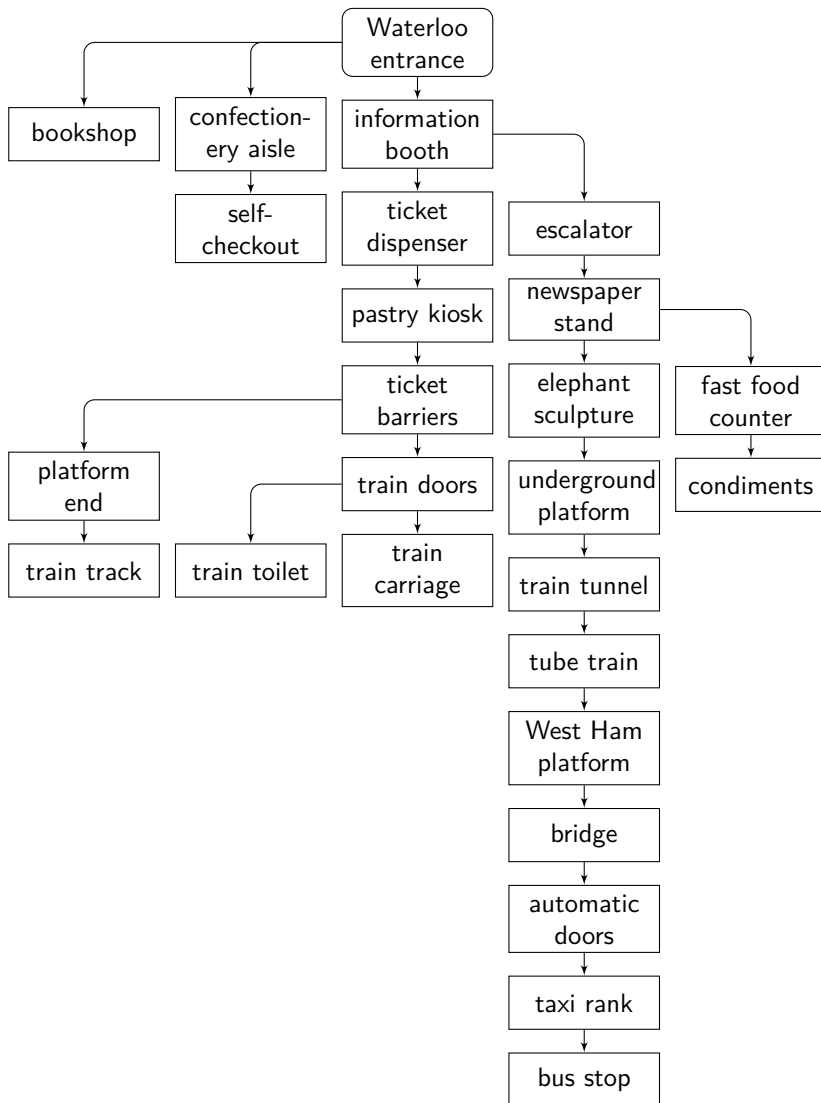 Waterloo
entrance
bookshop
confection-
ery aisle
information
booth
self-
checkout
ticket
dispenser
escalator
pastry kiosk
newspaper
stand
ticket
barriers
elephant
sculpture
fast food
counter
platform
end
train doors
underground
platform
condiments
train track
train toilet
train
carriage
train tunnel
tube train
West Ham
platform
bridge
automatic
doors
taxi rank
bus stop